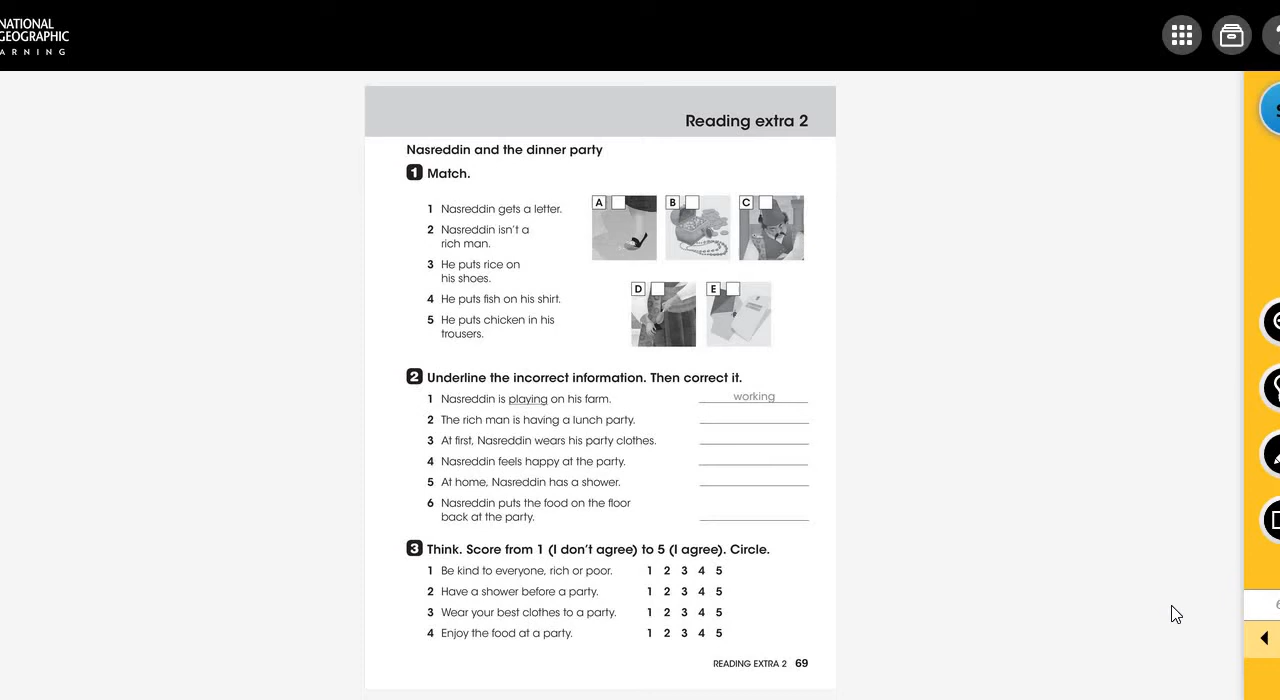 NATIONAL
GEOGRAPHIC
ARNING
Reading extra 2
Nasreddin and the dinner party
1 Match.
1 Nasreddin gets a letter.
2 Nasreddin isn't a
rich man.
3 He puts rice on
his shoes.
4 He puts fish on his shirt.
5 He puts chicken in his
trousers.
A
B
C
D
E
2 Underline the incorrect information. Then correct it.
1 Nasreddin is playing on his farm. working
2 The rich man is having a lunch party.
3 At first, Nasreddin wears his party clothes.
4 Nasreddin feels happy at the party.
5 At home, Nasreddin has a shower.
6 Nasreddin puts the food on the floor
back at the party.
3 Think. Score from 1 (I don't agree) to 5 (I agree). Circle.
1 Be kind to everyone, rich or poor. 1 2 3 4 5
2 Have a shower before a party. 1 2 3 4 5
3 Wear your best clothes to a party. 1 2 3 4 5
4 Enjoy the food at a party. 1 2 3 4 5
READING EXTRA 2 69